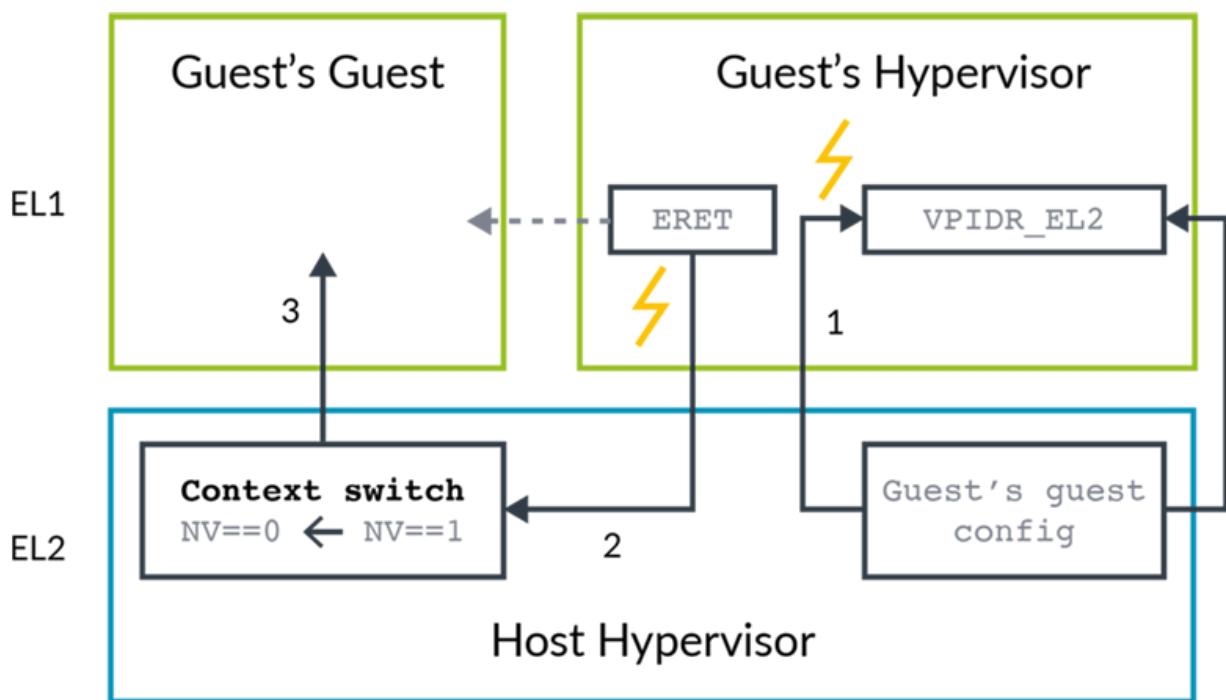 Guest’s Guest
Guest’s Hypervisor
EL1
ERET
VPIDR_EL2
3
1
Context switch
NV==0 NV==1
Guest’s guest
config
EL2
2
Host Hypervisor